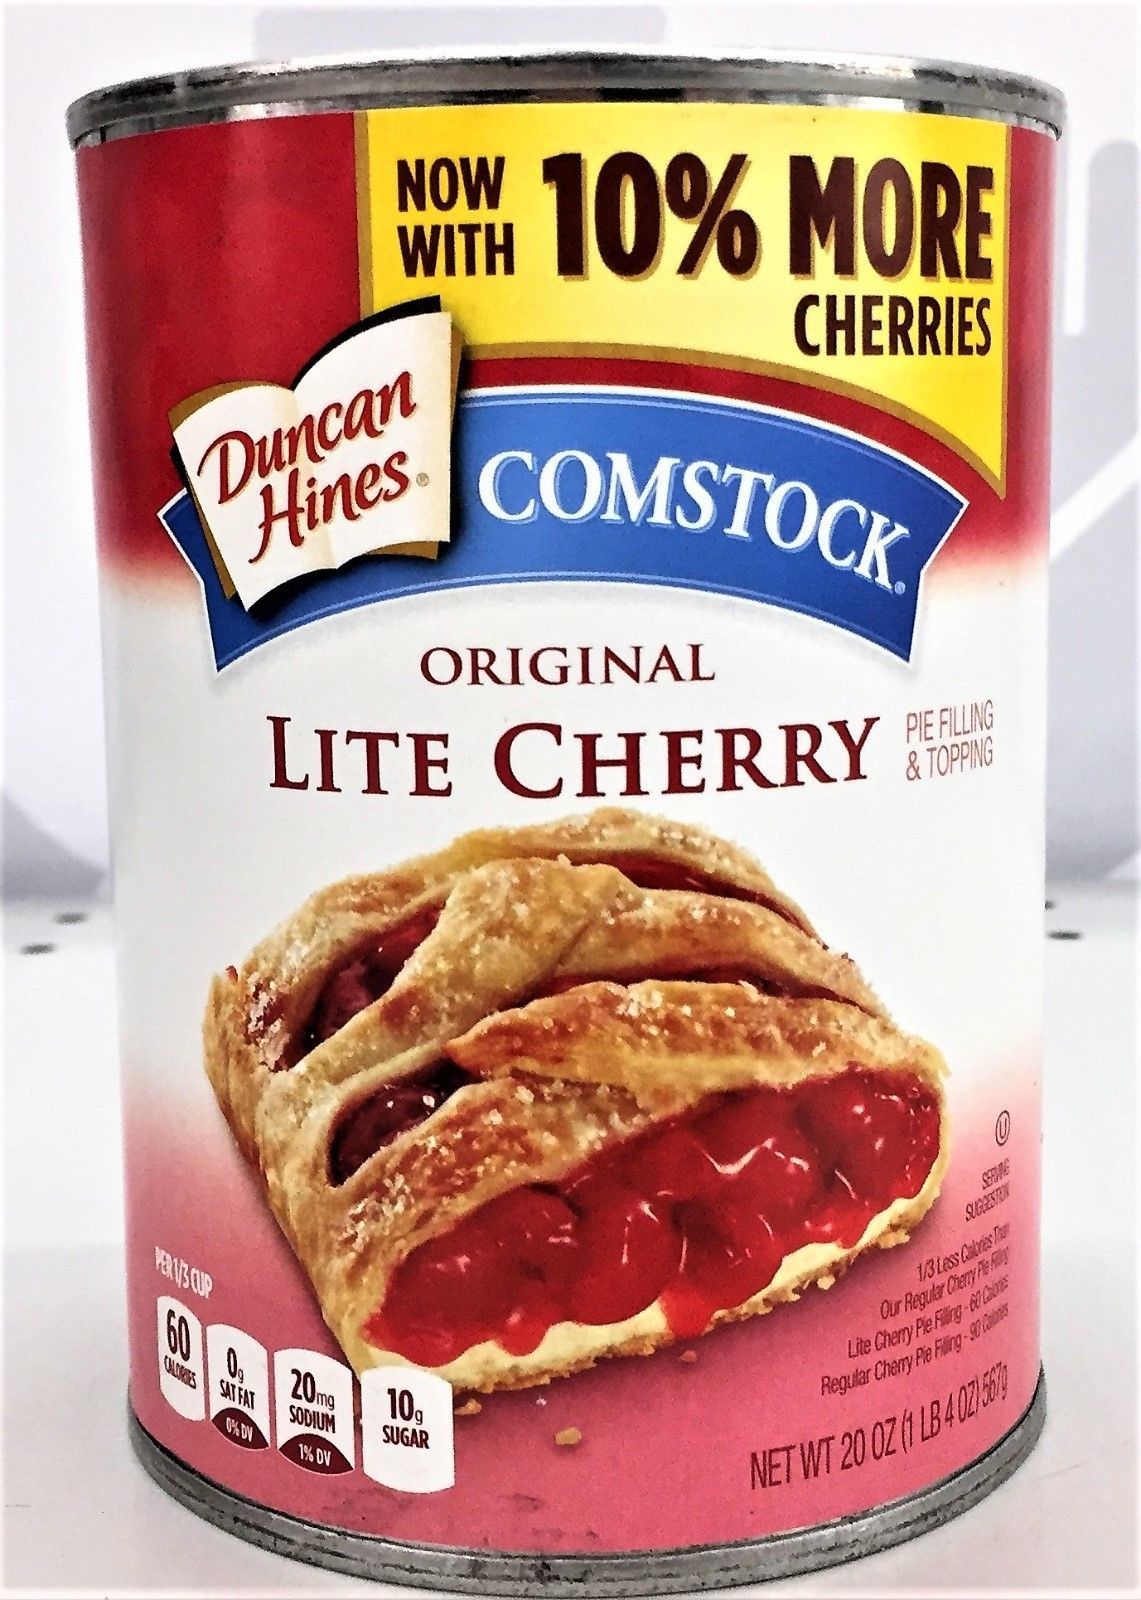 NOW
WITH
10% MORE
CHERRIES
Duncan
Hines®
COMSTOCK®
ORIGINAL
LITE CHERRY
PIE FILLING
& TOPPING
U
SERVING
SUGGESTION
1/3 Less Calories Than
Our Regular Cherry Pie Filling
Lite Cherry Pie Filling - 60 Calories
Regular Cherry Pie Filling - 90 Calories
PER 1/3 CUP
60
CALORIES
0g
SAT FAT
0% DV
20mg
SODIUM
1% DV
10g
SUGAR
NET WT 20 OZ (1 LB 4 OZ) 567g